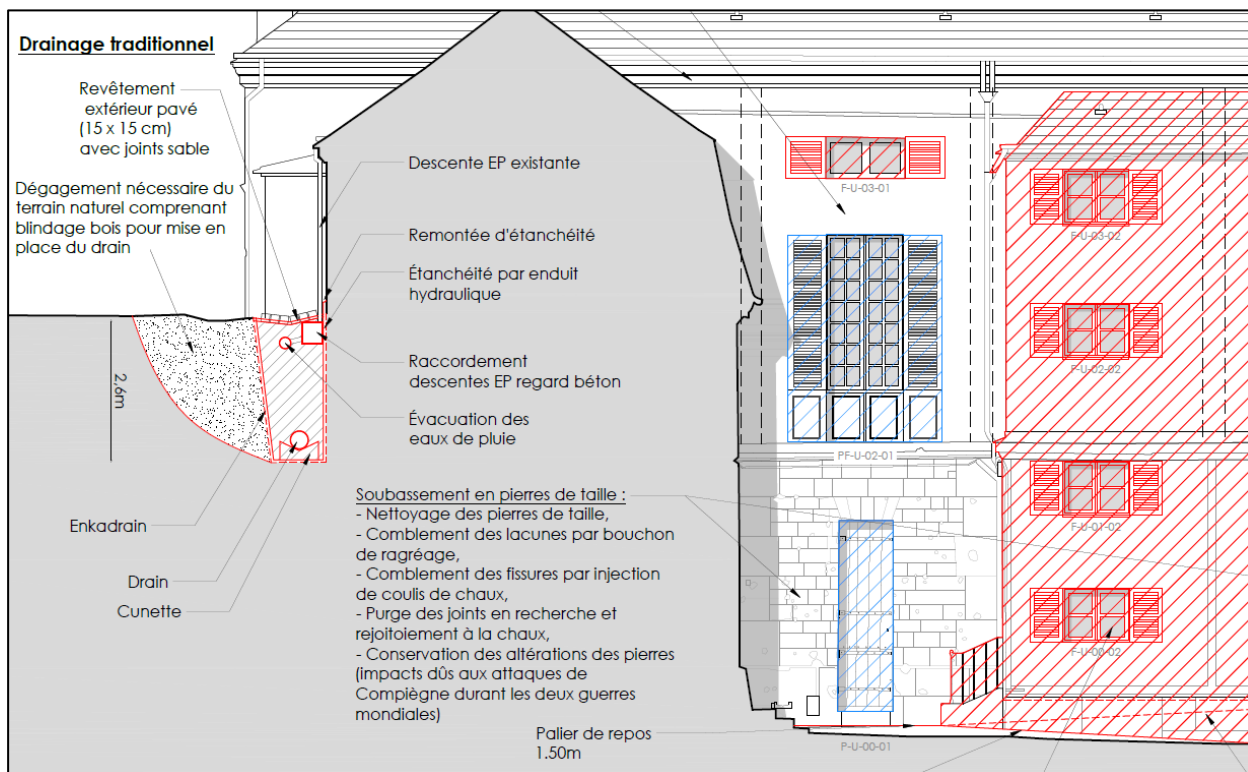 Drainage traditionnel
Revêtement
extérieur pavé
(15 x 15 cm)
avec joints sable
Dégagement nécessaire du
terrain naturel comprenant
blindage bois pour mise en
place du drain
2,6m
Enkadrain
Drain
Cunette
Descente EP existante
Remontée d'étanchéité
Étanchéité par enduit
hydraulique
Raccordement
descentes EP regard béton
Évacuation des
eaux de pluie
Soubassement en pierres de taille :
- Nettoyage des pierres de taille,
- Comblement des lacunes par bouchon
de ragréage,
- Comblement des fissures par injection
de coulis de chaux,
- Purge des joints en recherche et
rejoitoiement à la chaux,
- Conservation des altérations des pierres
(impacts dûs aux attaques de
Compiègne durant les deux guerres
mondiales)
Palier de repos
1.50m
F-U-03-01
PF-U-02-01
P-U-00-01
F-U-03-02
F-U-02-02
F-U-01-02
F-U-00-02